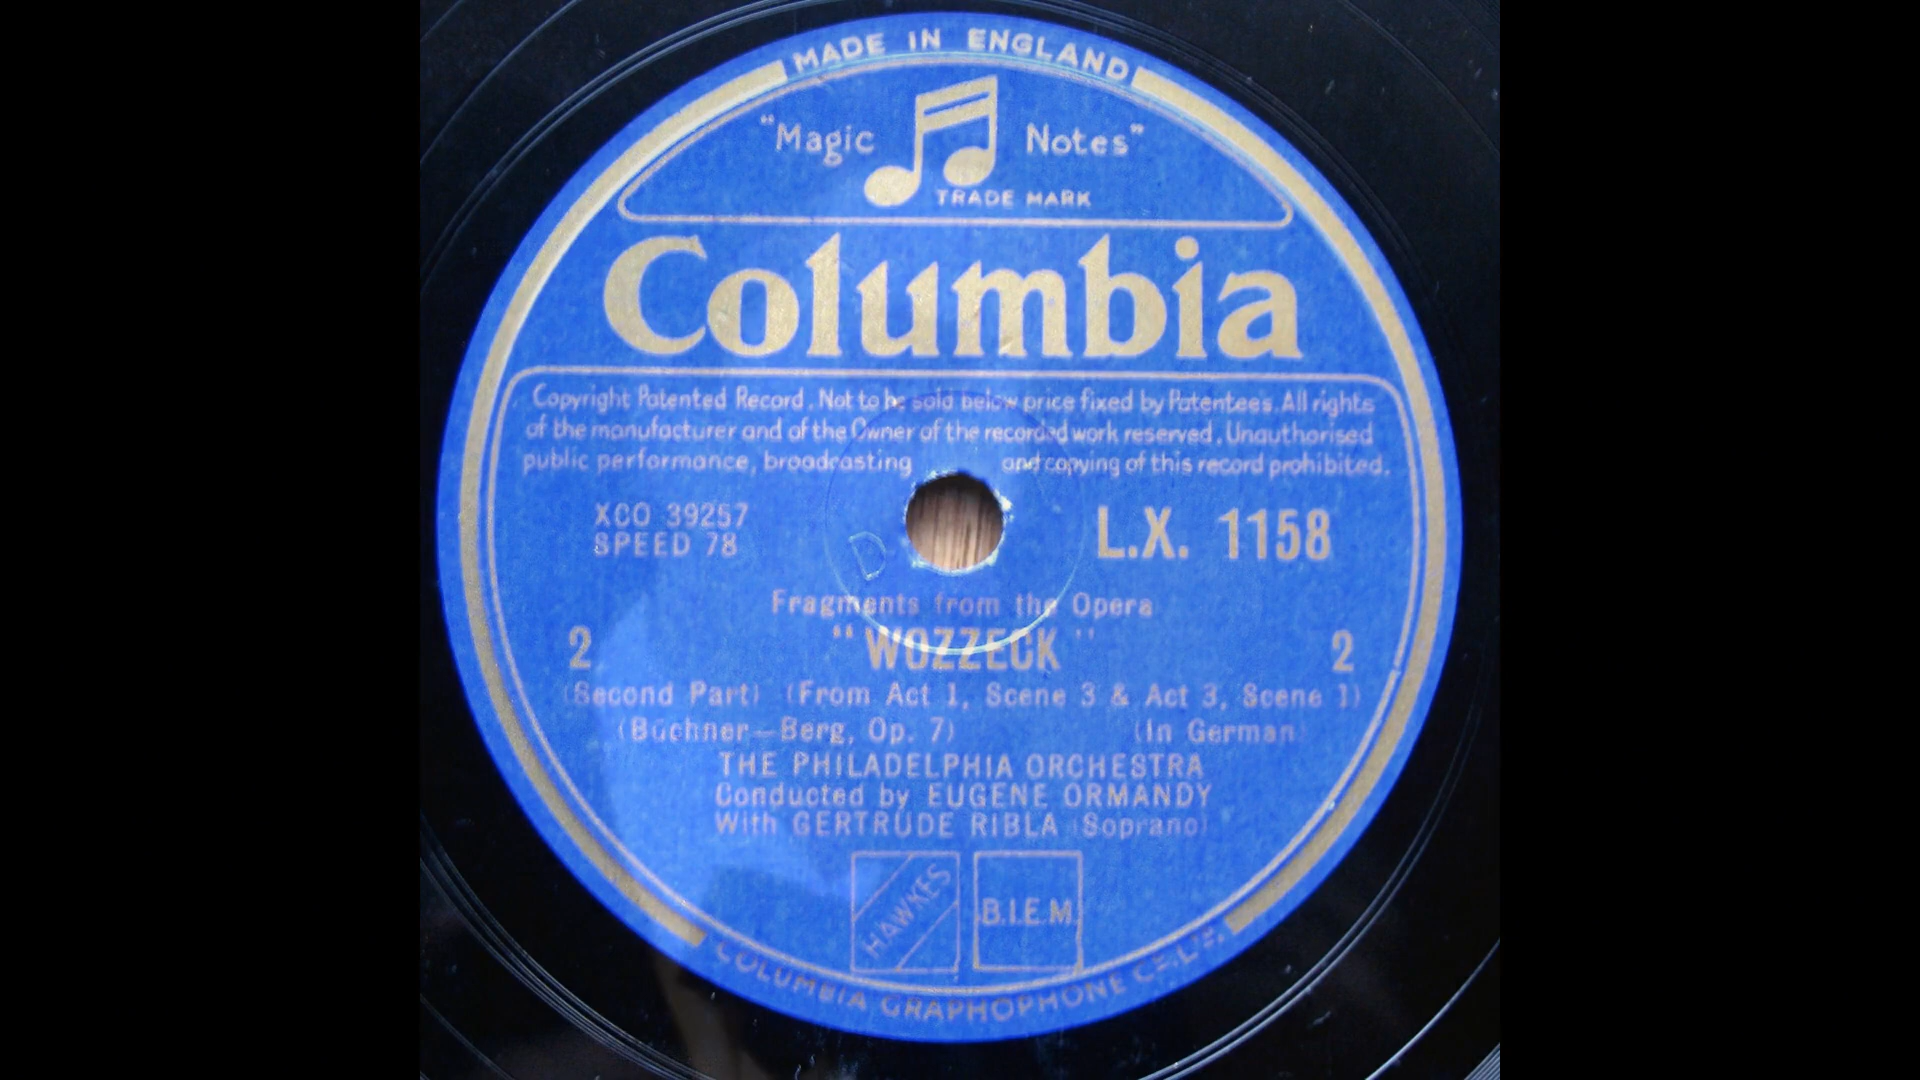 MADE IN ENGLAND
"Magic Notes"
TRADE MARK
Columbia
Copyright Patented Record. Not to be sold below price fixed by Patentees. All rights
of the manufacturer and of the Owner of the recorded work reserved. Unauthorised
public performance, broadcasting and copying of this record prohibited.
XCO 39257
SPEED 78
L.X. 1158
D
Fragments from the Opera
2 "WOZZECK" 2
(Second Part) (From Act 1, Scene 3 & Act 3, Scene 1)
(Büchner—Berg, Op. 7) (In German)
THE PHILADELPHIA ORCHESTRA
Conducted by EUGENE ORMANDY
With GERTRUDE RIBLA (Soprano)
HAWKES
B.I.E.M.
COLUMBIA GRAPHOPHONE CO. LTD.